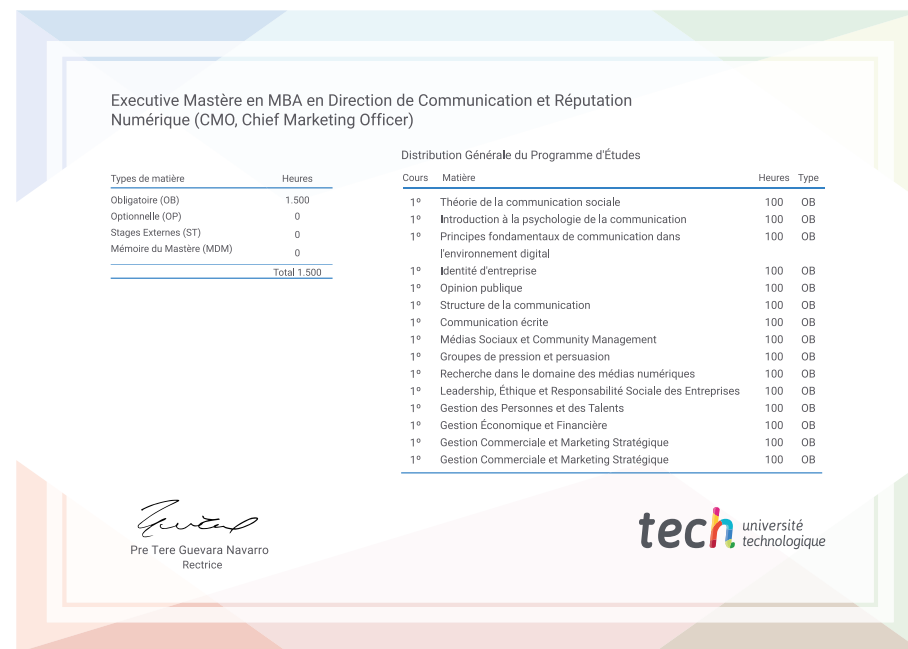 Executive Mastère en MBA en Direction de Communication et Réputation
Numérique (CMO, Chief Marketing Officer)
Types de matière Heures
Obligatoire (OB) 1.500
Optionnelle (OP) 0
Stages Externes (ST) 0
Mémoire du Mastère (MDM) 0
Total 1.500
Distribution Générale du Programme d'Études
Cours Matière Heures Type
1º Théorie de la communication sociale 100 OB
1º Introduction à la psychologie de la communication 100 OB
1º Principes fondamentaux de communication dans 100 OB
l'environnement digital
1º Identité d'entreprise 100 OB
1º Opinion publique 100 OB
1º Structure de la communication 100 OB
1º Communication écrite 100 OB
1º Médias Sociaux et Community Management 100 OB
1º Groupes de pression et persuasion 100 OB
1º Recherche dans le domaine des médias numériques 100 OB
1º Leadership, Éthique et Responsabilité Sociale des Entreprises 100 OB
1º Gestion des Personnes et des Talents 100 OB
1º Gestion Économique et Financière 100 OB
1º Gestion Commerciale et Marketing Stratégique 100 OB
1º Gestion Commerciale et Marketing Stratégique 100 OB
Pre Tere Guevara Navarro
Rectrice
tech université
technologique